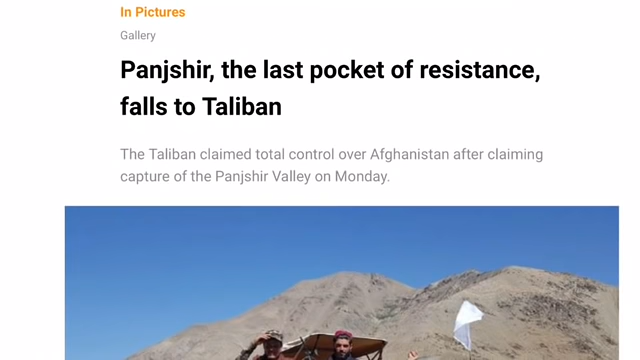 In Pictures
Gallery
Panjshir, the last pocket of resistance,
falls to Taliban
The Taliban claimed total control over Afghanistan after claiming
capture of the Panjshir Valley on Monday.